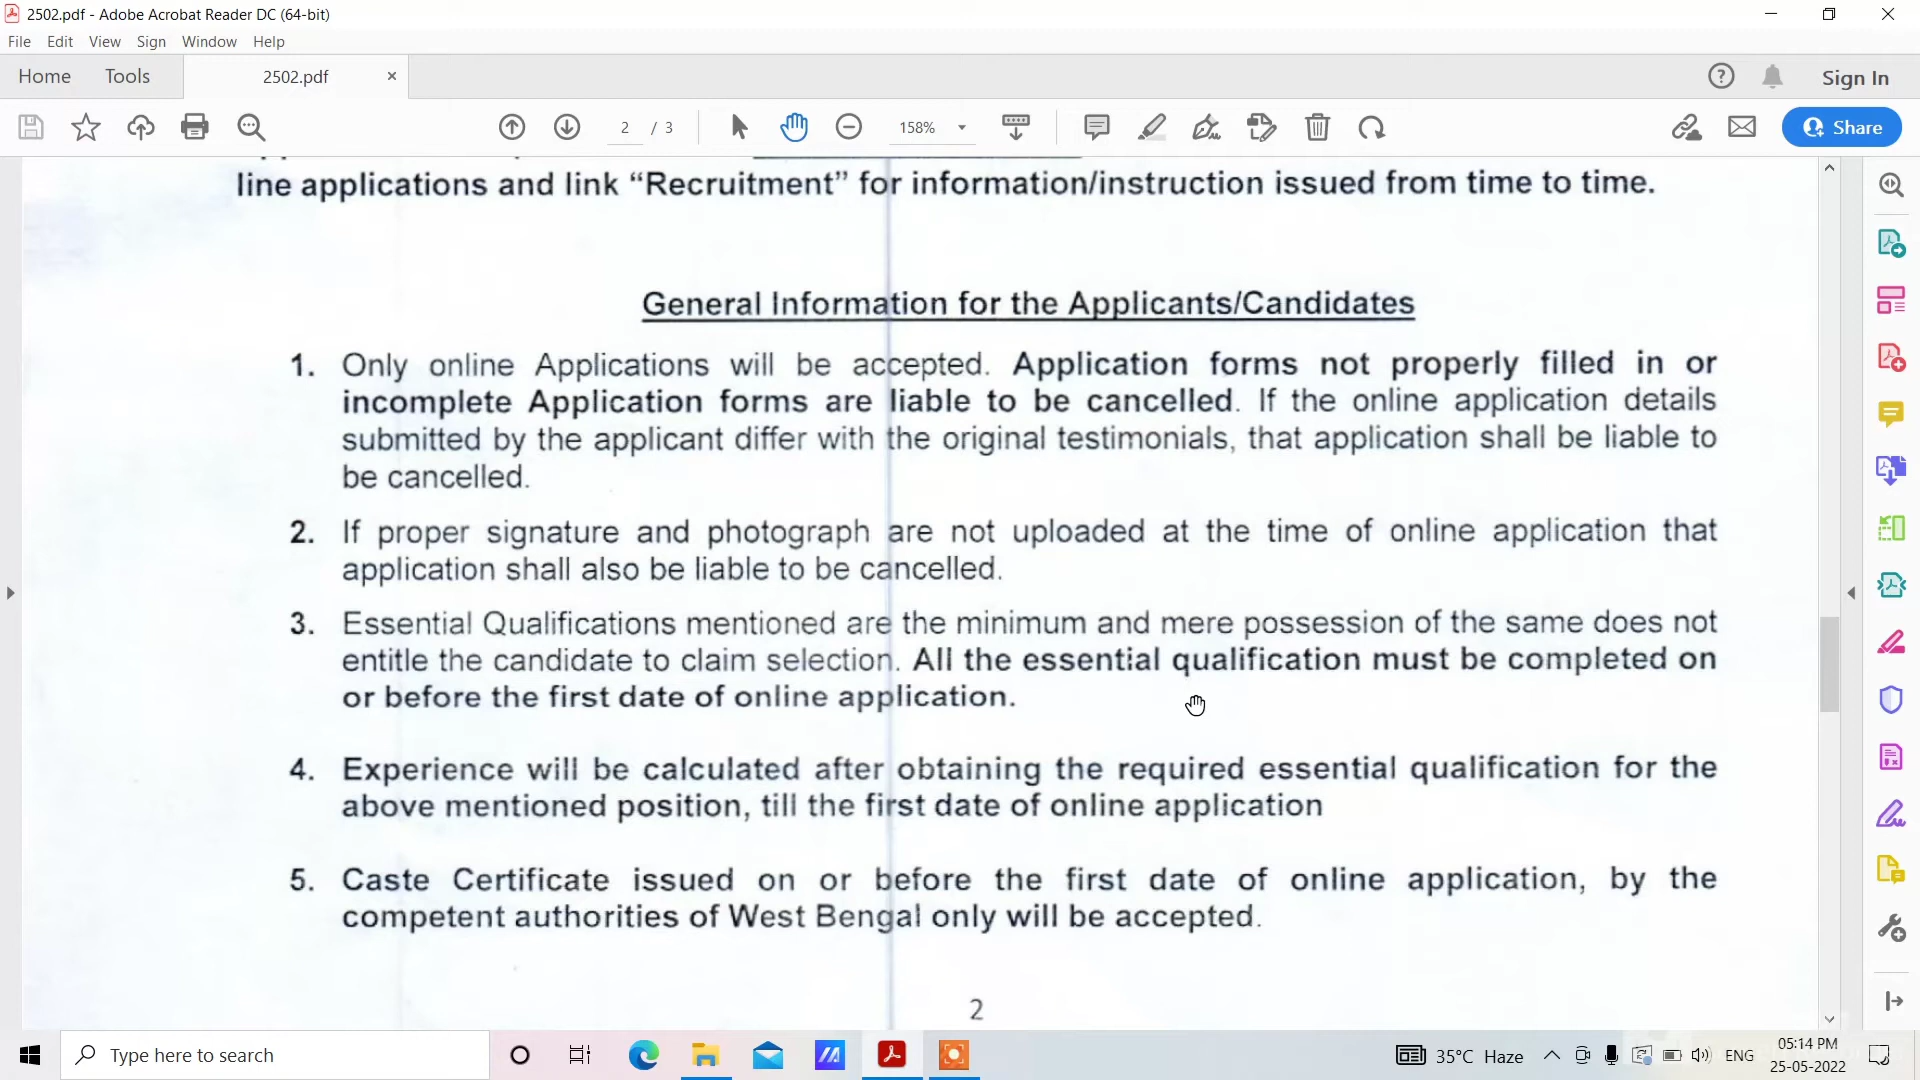 2502.pdf - Adobe Acrobat Reader DC (64-bit)
File Edit View Sign Window Help
Home Tools 2502.pdf
Sign In
2 / 3 158% Share
line applications and link “Recruitment” for information/instruction issued from time to time.
General Information for the Applicants/Candidates
1. Only online Applications will be accepted. Application forms not properly filled in or
incomplete Application forms are liable to be cancelled. If the online application details
submitted by the applicant differ with the original testimonials, that application shall be liable to
be cancelled.
2. If proper signature and photograph are not uploaded at the time of online application that
application shall also be liable to be cancelled.
3. Essential Qualifications mentioned are the minimum and mere possession of the same does not
entitle the candidate to claim selection. All the essential qualification must be completed on
or before the first date of online application.
4. Experience will be calculated after obtaining the required essential qualification for the
above mentioned position, till the first date of online application
5. Caste Certificate issued on or before the first date of online application, by the
competent authorities of West Bengal only will be accepted.
2
Type here to search
35°C Haze ENG
05:14 PM
25-05-2022